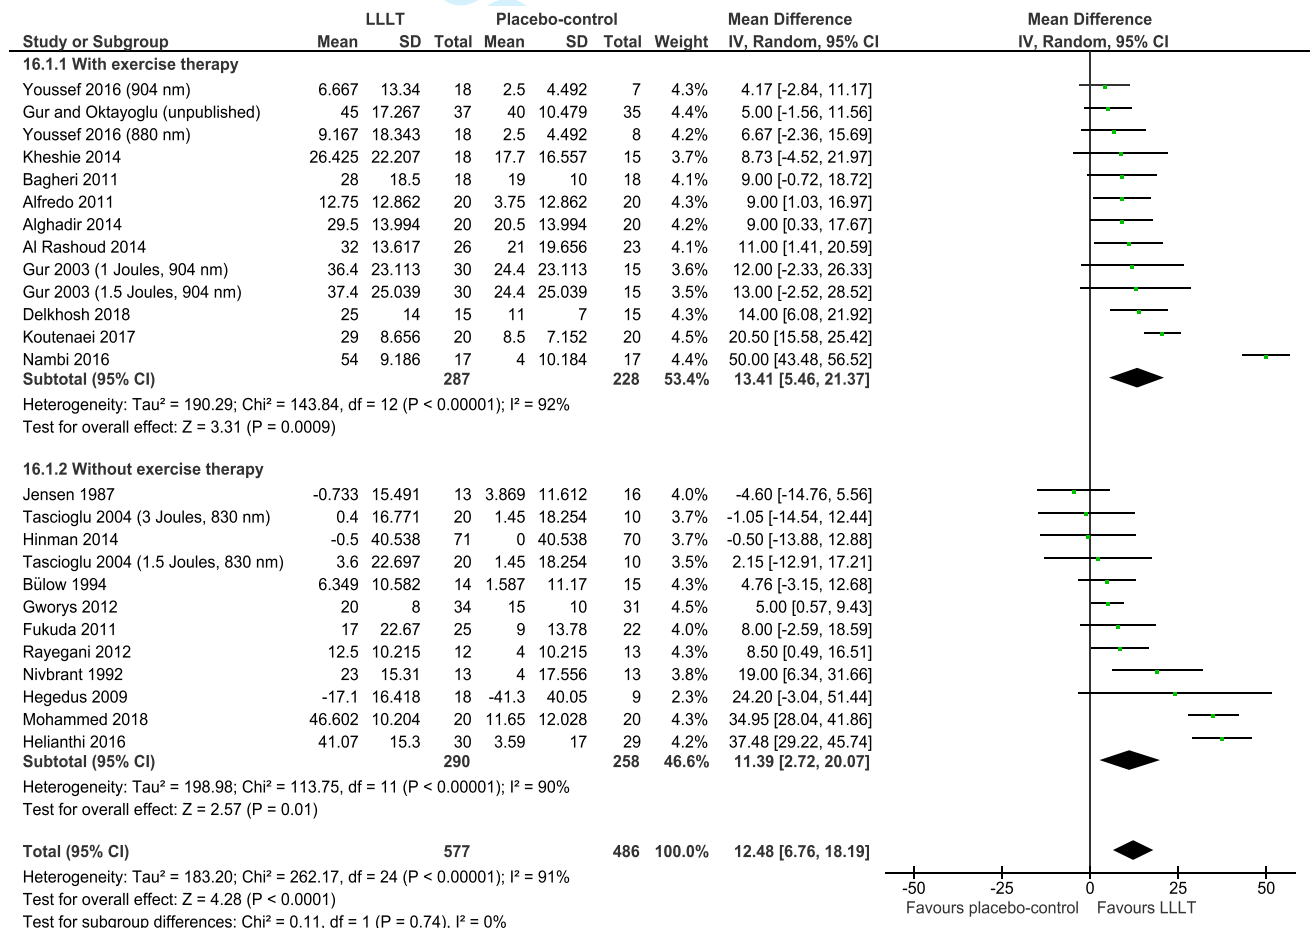 LLLT Placebo-control Mean Difference Mean Difference
Study or Subgroup Mean SD Total Mean SD Total Weight IV, Random, 95% CI IV, Random, 95% CI
16.1.1 With exercise therapy
Youssef 2016 (904 nm) 6.667 13.34 18 2.5 4.492 7 4.3% 4.17 [-2.84, 11.17]
Gur and Oktayoglu (unpublished) 45 17.267 37 40 10.479 35 4.4% 5.00 [-1.56, 11.56]
Youssef 2016 (880 nm) 9.167 18.343 18 2.5 4.492 8 4.2% 6.67 [-2.36, 15.69]
Kheshie 2014 26.425 22.207 18 17.7 16.557 15 3.7% 8.73 [-4.52, 21.97]
Bagheri 2011 28 18.5 18 19 10 18 4.1% 9.00 [-0.72, 18.72]
Alfredo 2011 12.75 12.862 20 3.75 12.862 20 4.3% 9.00 [1.03, 16.97]
Alghadir 2014 29.5 13.994 20 20.5 13.994 20 4.2% 9.00 [0.33, 17.67]
Al Rashoud 2014 32 13.617 26 21 19.656 23 4.1% 11.00 [1.41, 20.59]
Gur 2003 (1 Joules, 904 nm) 36.4 23.113 30 24.4 23.113 15 3.6% 12.00 [-2.33, 26.33]
Gur 2003 (1.5 Joules, 904 nm) 37.4 25.039 30 24.4 25.039 15 3.5% 13.00 [-2.52, 28.52]
Delkhosh 2018 25 14 15 11 7 15 4.3% 14.00 [6.08, 21.92]
Koutenaei 2017 29 8.656 20 8.5 7.152 20 4.5% 20.50 [15.58, 25.42]
Nambi 2016 54 9.186 17 4 10.184 17 4.4% 50.00 [43.48, 56.52]
Subtotal (95% CI) 287 228 53.4% 13.41 [5.46, 21.37]
Heterogeneity: Tau² = 190.29; Chi² = 143.84, df = 12 (P < 0.00001); I² = 92%
Test for overall effect: Z = 3.31 (P = 0.0009)
16.1.2 Without exercise therapy
Jensen 1987 -0.733 15.491 13 3.869 11.612 16 4.0% -4.60 [-14.76, 5.56]
Tascioglu 2004 (3 Joules, 830 nm) 0.4 16.771 20 1.45 18.254 10 3.7% -1.05 [-14.54, 12.44]
Hinman 2014 -0.5 40.538 71 0 40.538 70 3.7% -0.50 [-13.88, 12.88]
Tascioglu 2004 (1.5 Joules, 830 nm) 3.6 22.697 20 1.45 18.254 10 3.5% 2.15 [-12.91, 17.21]
Bülow 1994 6.349 10.582 14 1.587 11.17 15 4.3% 4.76 [-3.15, 12.68]
Gworys 2012 20 8 34 15 10 31 4.5% 5.00 [0.57, 9.43]
Fukuda 2011 17 22.67 25 9 13.78 22 4.0% 8.00 [-2.59, 18.59]
Rayegani 2012 12.5 10.215 12 4 10.215 13 4.3% 8.50 [0.49, 16.51]
Nivbrant 1992 23 15.31 13 4 17.556 13 3.8% 19.00 [6.34, 31.66]
Hegedus 2009 -17.1 16.418 18 -41.3 40.05 9 2.3% 24.20 [-3.04, 51.44]
Mohammed 2018 46.602 10.204 20 11.65 12.028 20 4.3% 34.95 [28.04, 41.86]
Helianthi 2016 41.07 15.3 30 3.59 17 29 4.2% 37.48 [29.22, 45.74]
Subtotal (95% CI) 290 258 46.6% 11.39 [2.72, 20.07]
Heterogeneity: Tau² = 198.98; Chi² = 113.75, df = 11 (P < 0.00001); I² = 90%
Test for overall effect: Z = 2.57 (P = 0.01)
Total (95% CI) 577 486 100.0% 12.48 [6.76, 18.19]
Heterogeneity: Tau² = 183.20; Chi² = 262.17, df = 24 (P < 0.00001); I² = 91%
Test for overall effect: Z = 4.28 (P < 0.0001)
Test for subgroup differences: Chi² = 0.11, df = 1 (P = 0.74), I² = 0%
-50 -25 0 25 50
Favours placebo-control Favours LLLT